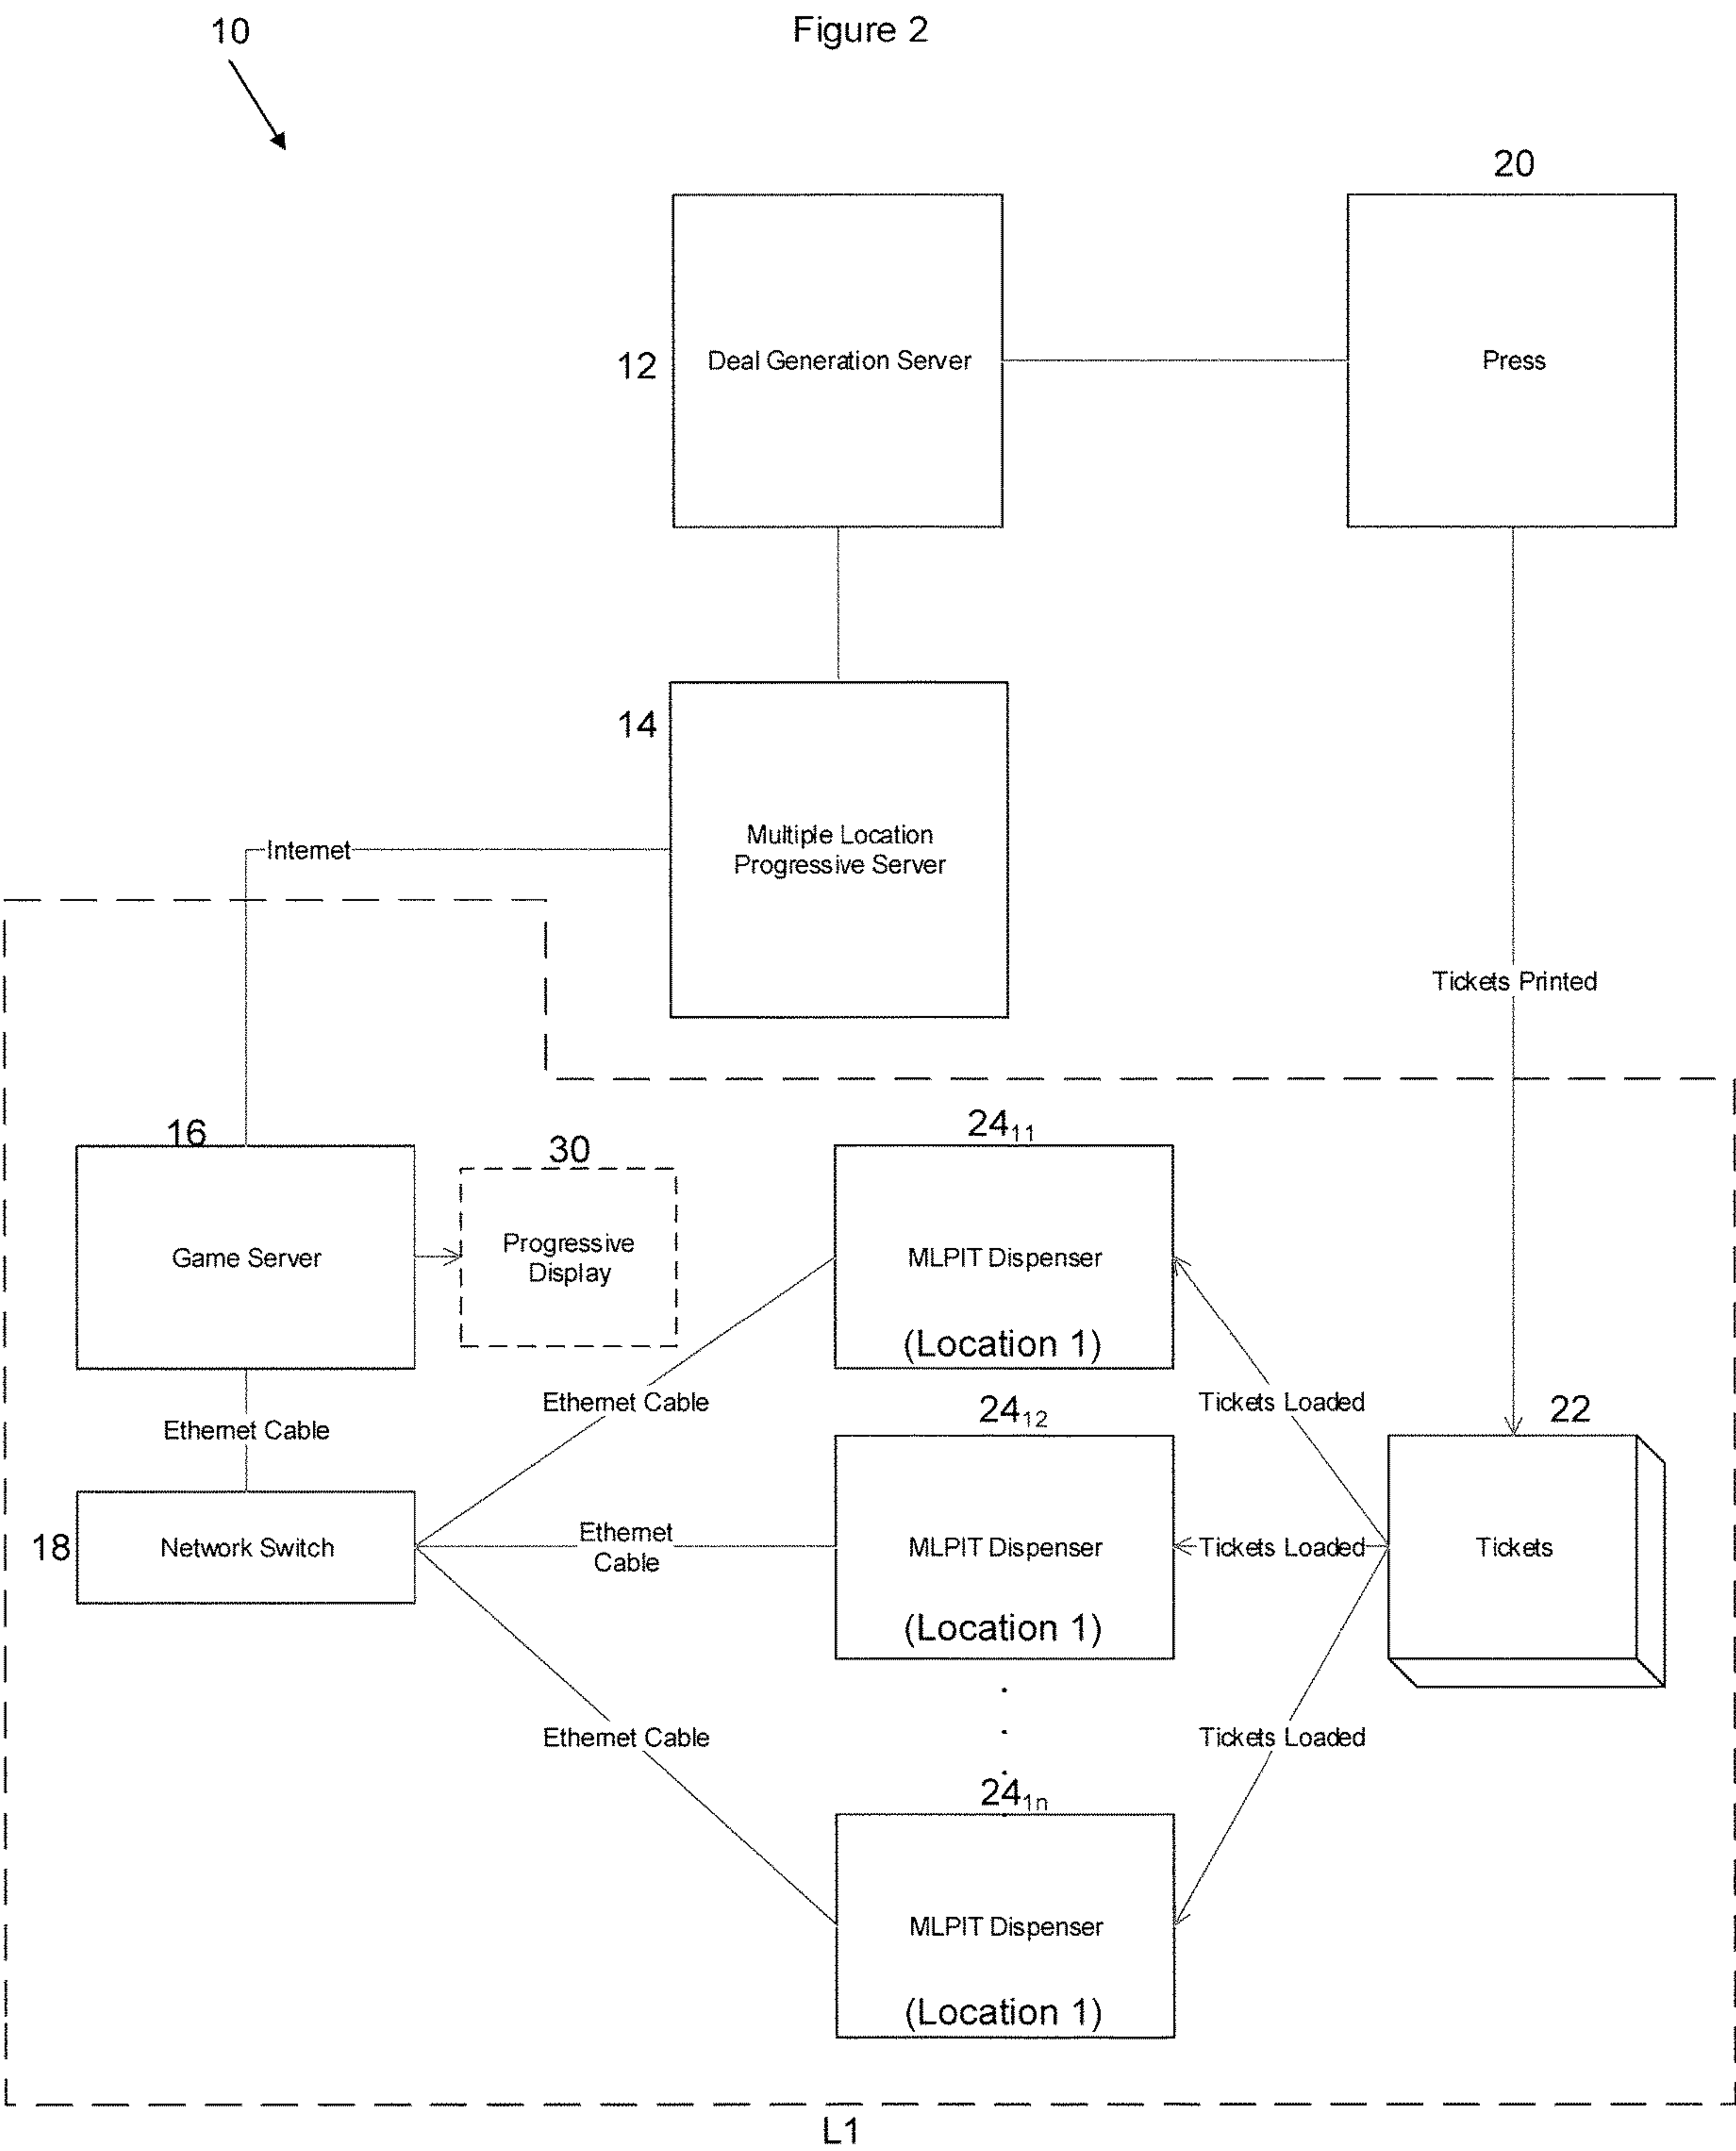 Figure 2
10
20
12
Deal Generation Server
Press
14
Multiple Location
Progressive Server
Internet
Tickets Printed
16
30
24₁₁
Game Server
Progressive
Display
MLPIT Dispenser
(Location 1)
Ethernet Cable
Ethernet Cable
Tickets Loaded
24₁₂
22
18
Network Switch
Ethernet
Cable
MLPIT Dispenser
(Location 1)
Tickets Loaded
Tickets
Ethernet Cable
Tickets Loaded
24₁ₙ
MLPIT Dispenser
(Location 1)
L1